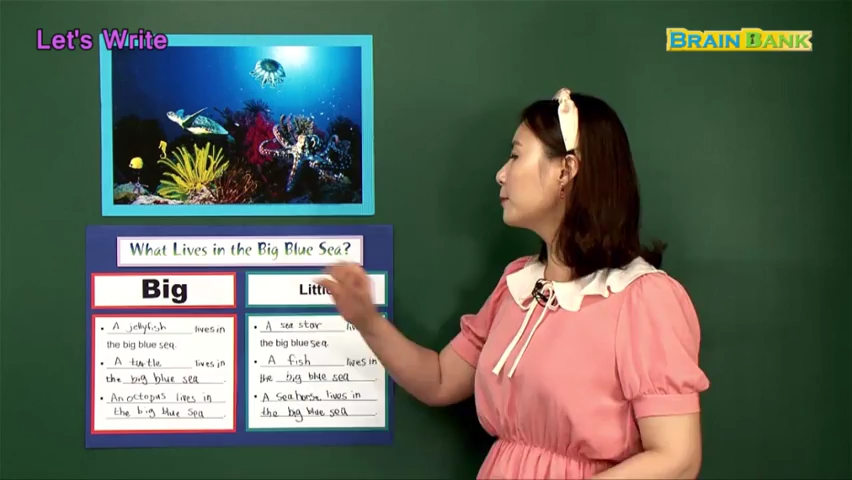 Let's Write
BRAIN BANK
What Lives in the Big Blue Sea?
Big
• A jellyfish lives in
the big blue sea.
• A turtle lives in
the big blue sea.
• An octopus lives in
the big blue sea.
Little
• A sea star
the big blue sea.
• A fish lives in
the big blue sea.
• A seahorse lives in
the big blue sea.